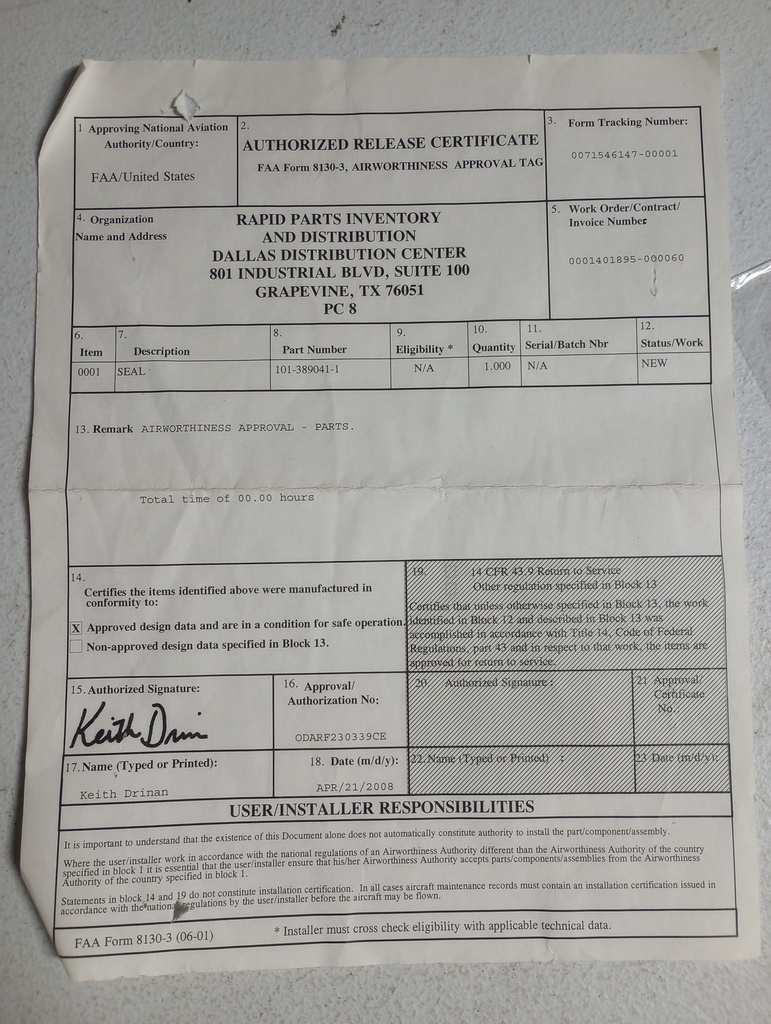 1 Approving National Aviation
Authority/Country:
FAA/United States
2.
AUTHORIZED RELEASE CERTIFICATE
FAA Form 8130-3, AIRWORTHINESS APPROVAL TAG
3. Form Tracking Number:
0071546147-00001
4. Organization
Name and Address
RAPID PARTS INVENTORY
AND DISTRIBUTION
DALLAS DISTRIBUTION CENTER
801 INDUSTRIAL BLVD, SUITE 100
GRAPEVINE, TX 76051
PC 8
5. Work Order/Contract/
Invoice Number
0001401895-000060
6. Item
7. Description
8. Part Number
9. Eligibility *
10. Quantity
11. Serial/Batch Nbr
12. Status/Work
0001 SEAL 101-389041-1 N/A 1.000 N/A NEW
13. Remark AIRWORTHINESS APPROVAL - PARTS.
Total time of 00.00 hours
14.
Certifies the items identified above were manufactured in
conformity to:
X Approved design data and are in a condition for safe operation.
Non-approved design data specified in Block 13.
19. 14 CFR 43.9 Return to Service
Other regulation specified in Block 13
Certifies that unless otherwise specified in Block 13, the work
identified in Block 12 and described in Block 13 was
accomplished in accordance with Title 14, Code of Federal
Regulations, part 43 and in respect to that work, the items are
approved for return to service.
15. Authorized Signature:
Keith Drinan
16. Approval/
Authorization No:
ODARF230339CE
20. Authorized Signature :
21 Approval/
Certificate
No.:
17. Name (Typed or Printed):
Keith Drinan
18. Date (m/d/y):
APR/21/2008
22. Name (Typed or Printed) :
23 Date (m/d/y):
USER/INSTALLER RESPONSIBILITIES
It is important to understand that the existence of this Document alone does not automatically constitute authority to install the part/component/assembly.
Where the user/installer work in accordance with the national regulations of an Airworthiness Authority different than the Airworthiness Authority of the country
specified in block 1 it is essential that the user/installer ensure that his/her Airworthiness Authority accepts parts/components/assemblies from the Airworthiness
Authority of the country specified in block 1.
Statements in block 14 and 19 do not constitute installation certification. In all cases aircraft maintenance records must contain an installation certification issued in
accordance with the national regulations by the user/installer before the aircraft may be flown.
FAA Form 8130-3 (06-01)
* Installer must cross check eligibility with applicable technical data.